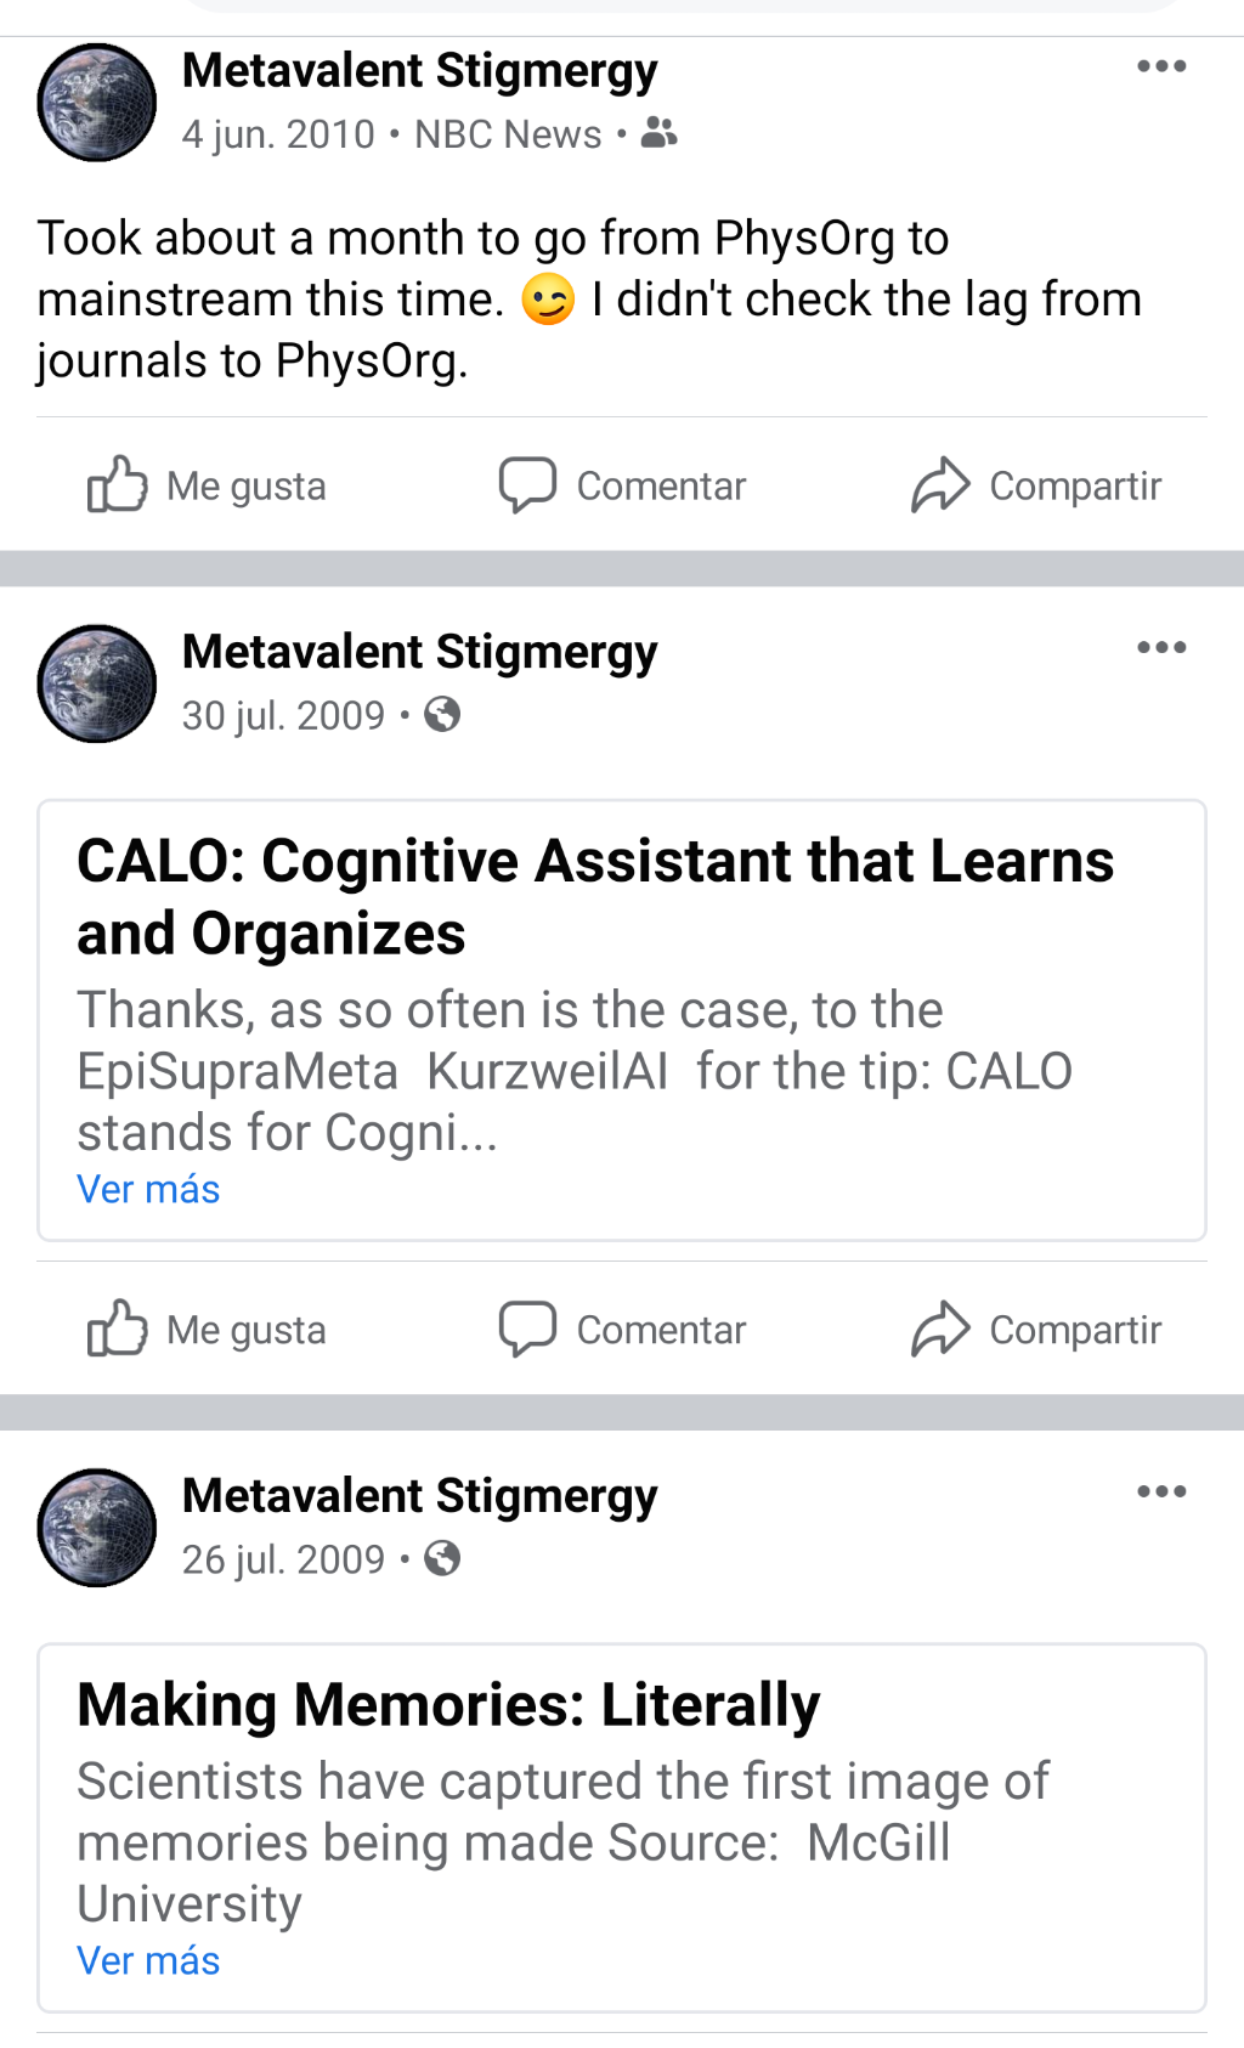 Metavalent Stigmergy
4 jun. 2010 • NBC News •
Took about a month to go from PhysOrg to
mainstream this time. 😉 I didn't check the lag from
journals to PhysOrg.
Me gusta Comentar Compartir
Metavalent Stigmergy
30 jul. 2009 •
CALO: Cognitive Assistant that Learns
and Organizes
Thanks, as so often is the case, to the
EpiSupraMeta  KurzweilAI  for the tip: CALO
stands for Cogni...
Ver más
Me gusta Comentar Compartir
Metavalent Stigmergy
26 jul. 2009 •
Making Memories: Literally
Scientists have captured the first image of
memories being made Source:  McGill
University
Ver más